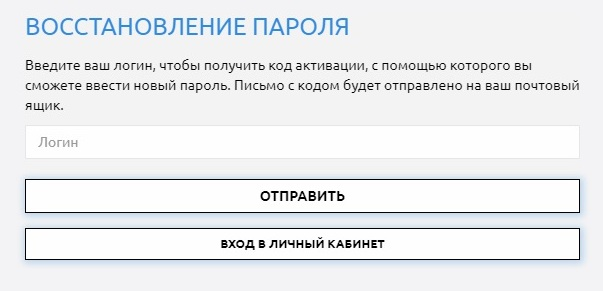 ВОССТАНОВЛЕНИЕ ПАРОЛЯ
Введите ваш логин, чтобы получить код активации, с помощью которого вы
сможете ввести новый пароль. Письмо с кодом будет отправлено на ваш почтовый
ящик.
Логин
ОТПРАВИТЬ
ВХОД В ЛИЧНЫЙ КАБИНЕТ